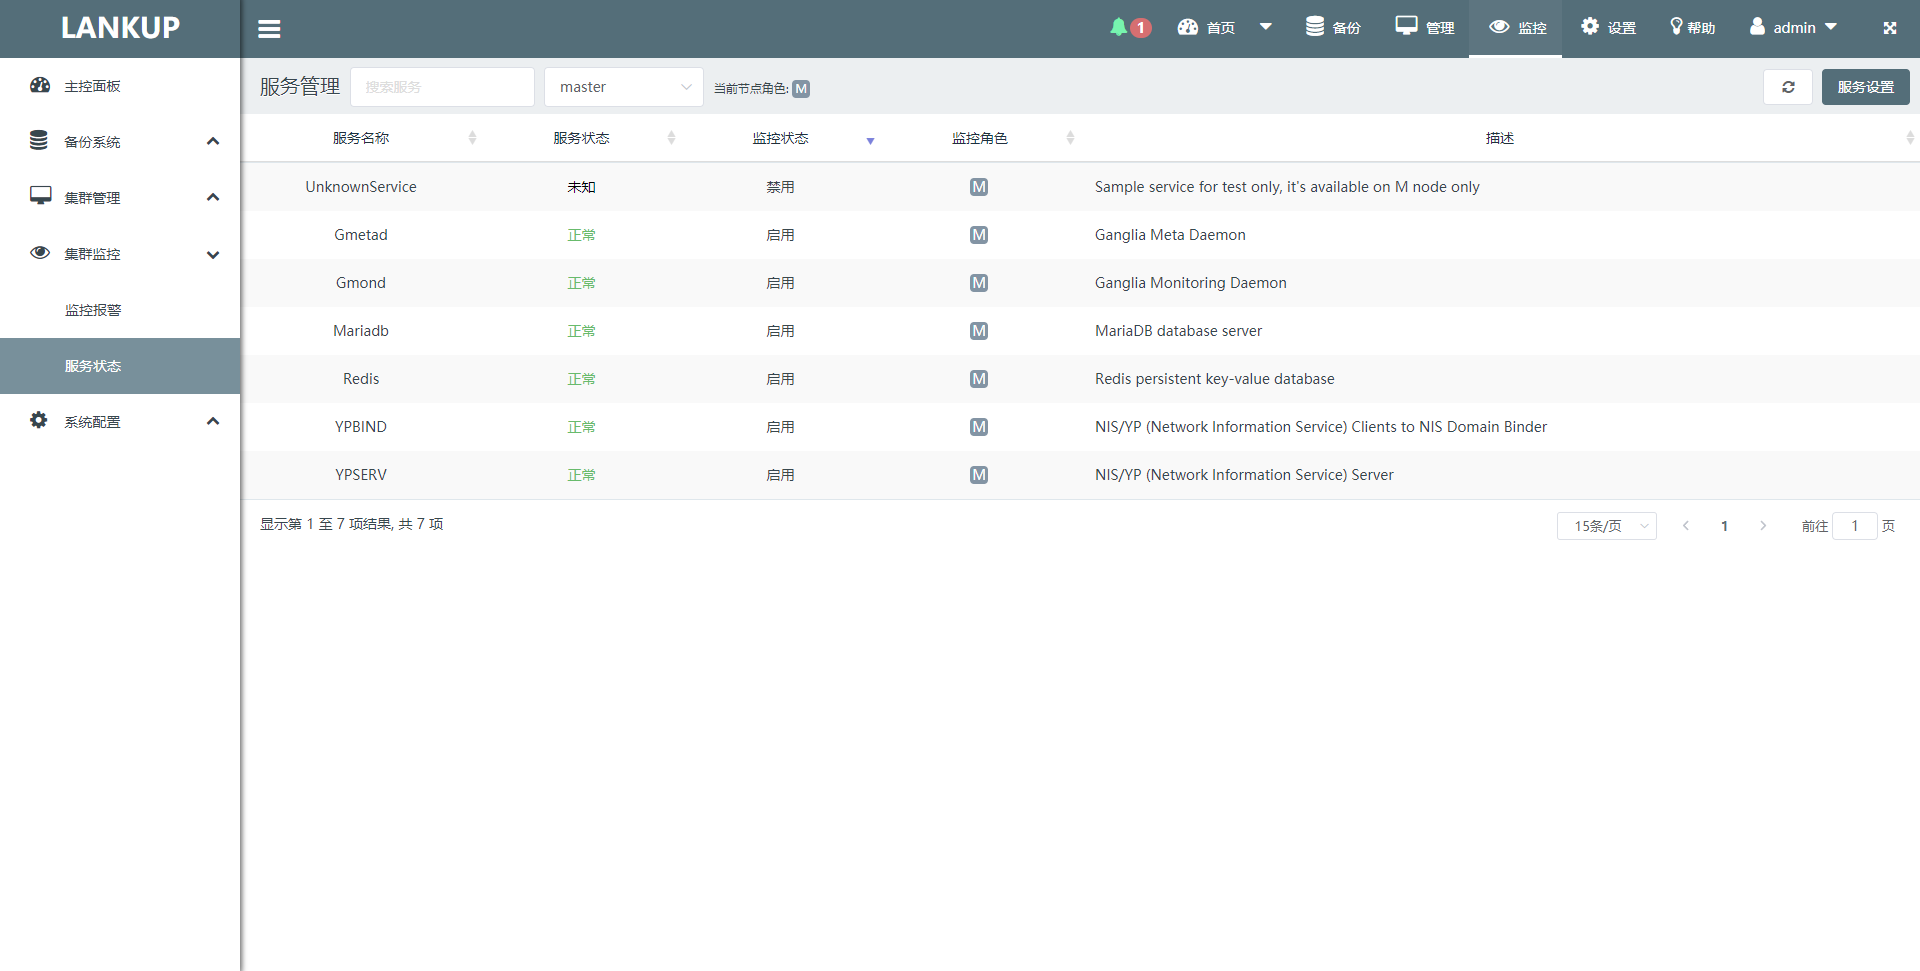 LANKUP
1 首页 备份 管理 监控 设置 帮助 admin
主控面板
备份系统
集群管理
集群监控
监控报警
服务状态
系统配置
服务管理 搜索服务 master 当前节点角色: M 服务设置
服务名称 服务状态 监控状态 监控角色 描述
UnknownService 未知 禁用 M Sample service for test only, it's available on M node only
Gmetad 正常 启用 M Ganglia Meta Daemon
Gmond 正常 启用 M Ganglia Monitoring Daemon
Mariadb 正常 启用 M MariaDB database server
Redis 正常 启用 M Redis persistent key-value database
YPBIND 正常 启用 M NIS/YP (Network Information Service) Clients to NIS Domain Binder
YPSERV 正常 启用 M NIS/YP (Network Information Service) Server
显示第 1 至 7 项结果, 共 7 项 15条/页 1 前往 1 页